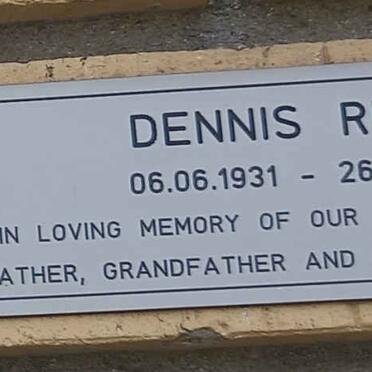 DENNIS R
06.06.1931 - 26
IN LOVING MEMORY OF OUR
ATHER, GRANDFATHER AND